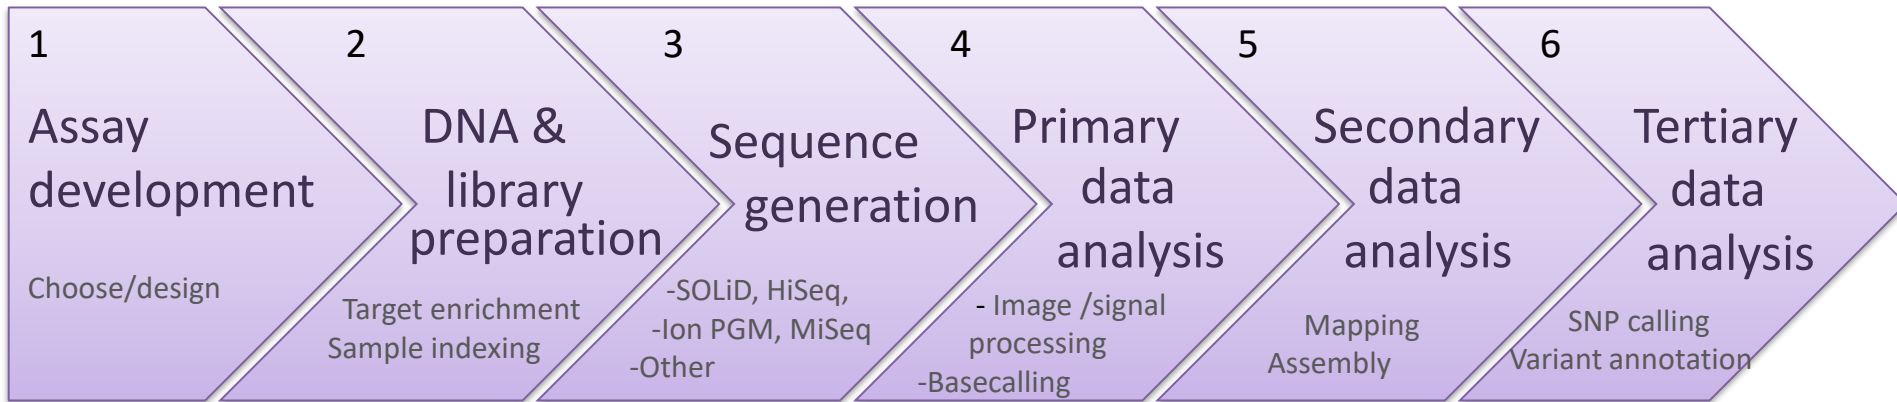 1
Assay
development
Choose/design
2
DNA &
library
preparation
Target enrichment
Sample indexing
3
Sequence
generation
-SOLiD, HiSeq,
-Ion PGM, MiSeq
-Other
4
Primary
data
analysis
- Image /signal
processing
-Basecalling
5
Secondary
data
analysis
Mapping
Assembly
6
Tertiary
data
analysis
SNP calling
Variant annotation